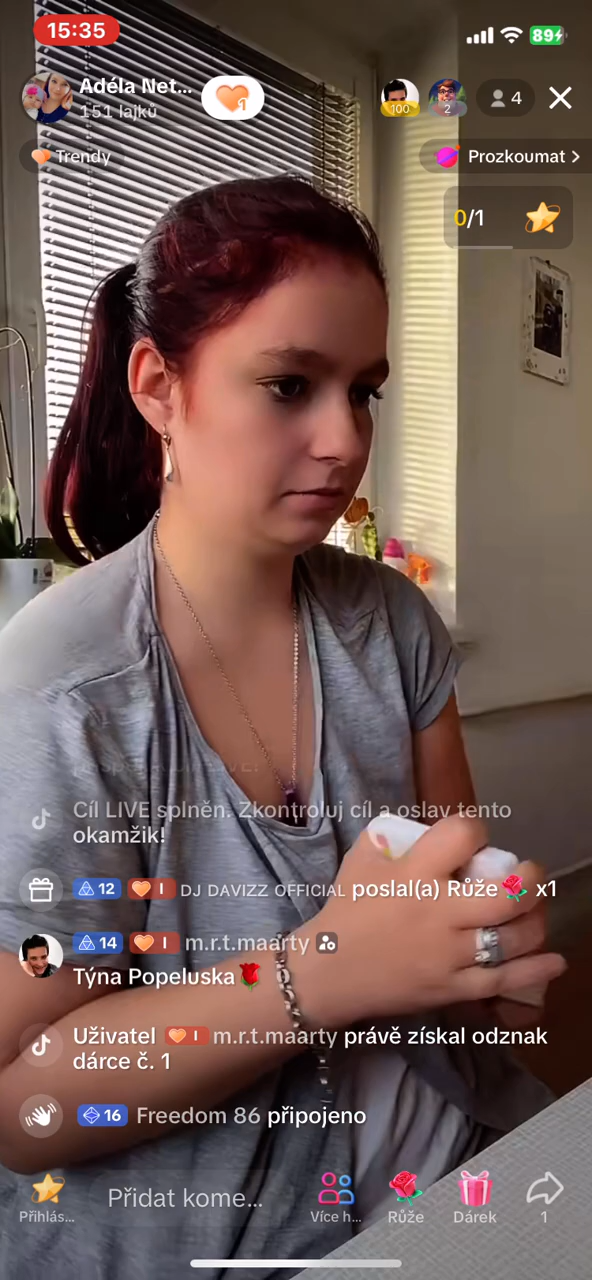 15:35
89
Adéla Net...
151 lajků
1
100
2
4
Trendy
Prozkoumat >
0/1
Cíl LIVE splněn. Zkontroluj cíl a oslav tento
okamžik!
12 I DJ DAVIZZ OFFICIAL poslal(a) Růže x1
14 I m.r.t.maarty
Týna Popeluska🌹
Uživatel I m.r.t.maarty právě získal odznak
dárce č. 1
16 Freedom 86 připojeno
Přihlás...
Přidat kome...
Více h...
Růže
Dárek
1